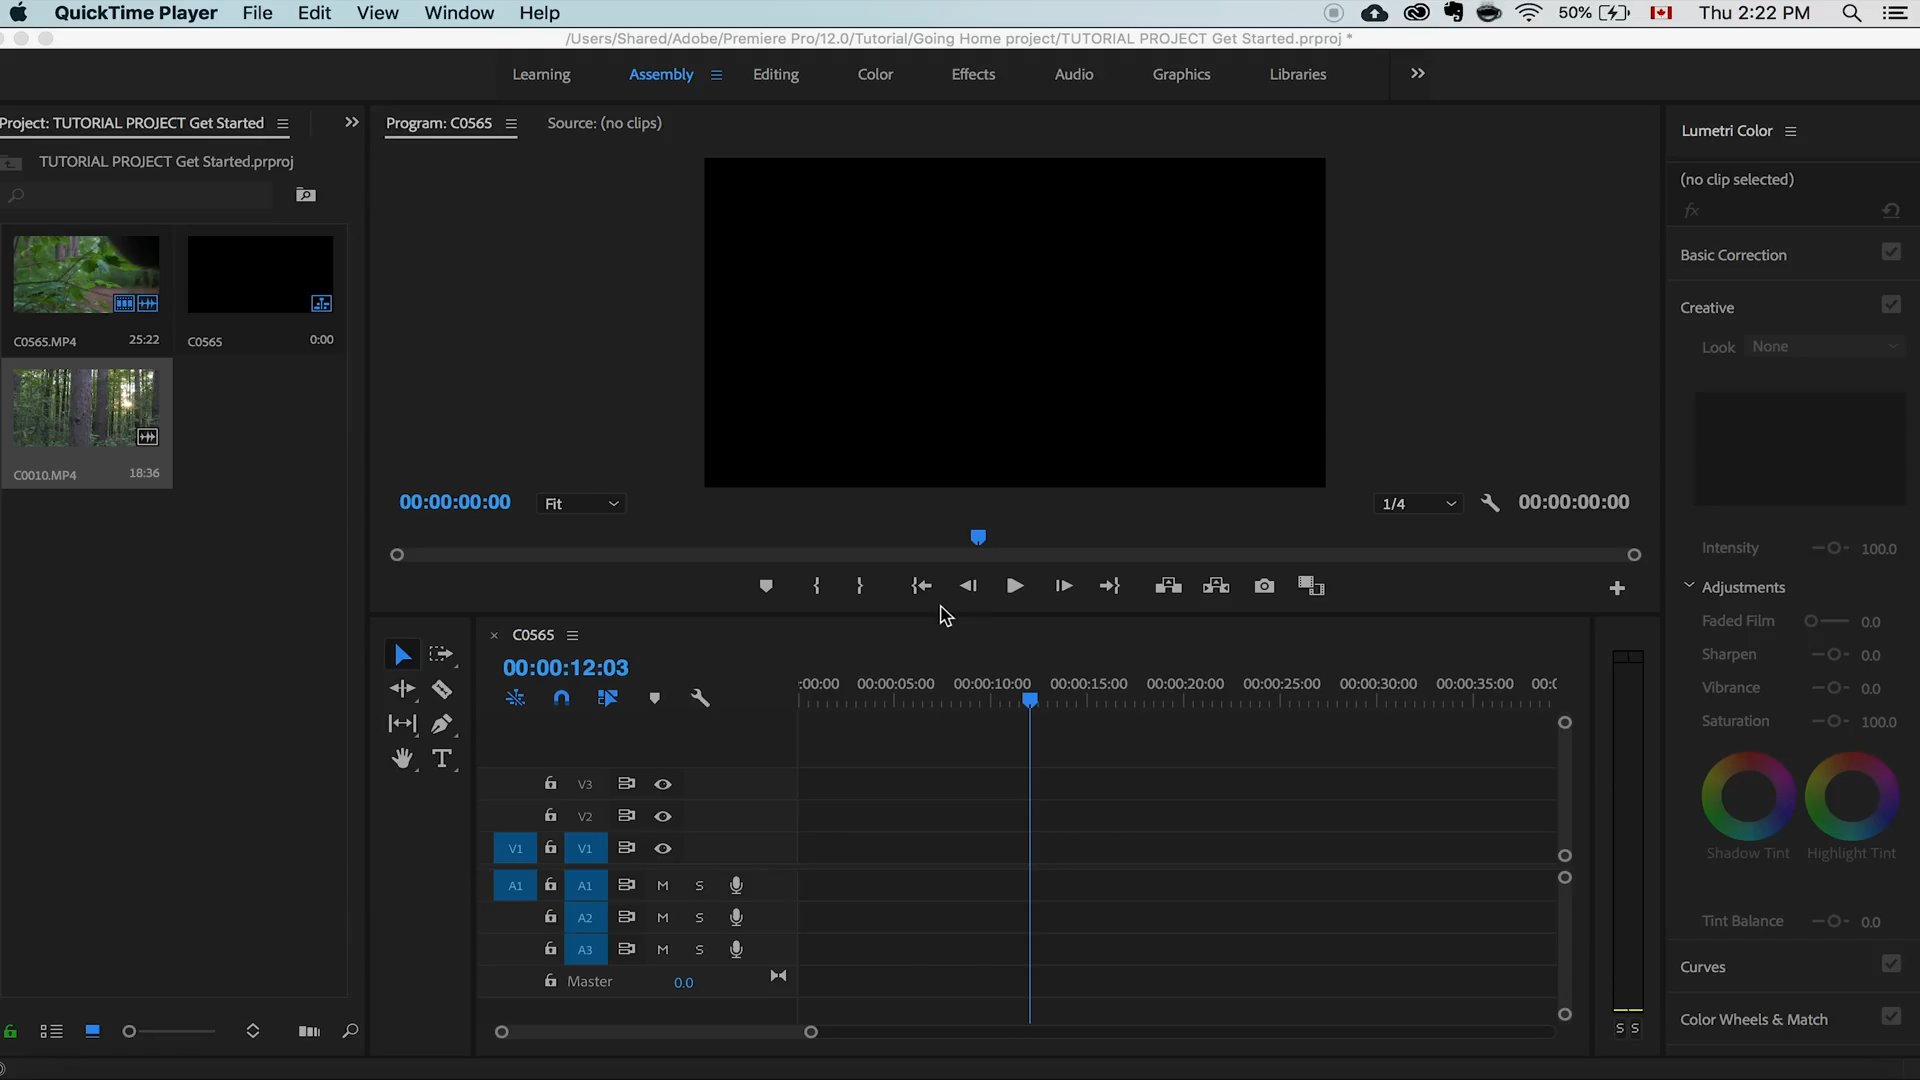 QuickTime Player File Edit View Window Help 50% Thu 2:22 PM
/Users/Shared/Adobe/Premiere Pro/12.0/Tutorial/Going Home project/TUTORIAL PROJECT Get Started.prproj *
Learning Assembly Editing Color Effects Audio Graphics Libraries
Project: TUTORIAL PROJECT Get Started
TUTORIAL PROJECT Get Started.prproj
C0565.MP4 25:22
C0565 0:00
C0010.MP4 18:36
Program: C0565 Source: (no clips)
00:00:00:00 Fit 1/4 00:00:00:00
C0565
00:00:12:03
:00:00 00:00:05:00 00:00:10:00 00:00:15:00 00:00:20:00 00:00:25:00 00:00:30:00 00:00:35:00 00:0
V3
V2
V1 V1
A1 A1 M S
A2 M S
A3 M S
Master 0.0
S S
Lumetri Color
(no clip selected)
fx
Basic Correction
Creative
Look None
Intensity 100.0
Adjustments
Faded Film 0.0
Sharpen 0.0
Vibrance 0.0
Saturation 100.0
Shadow Tint Highlight Tint
Tint Balance 0.0
Curves
Color Wheels & Match